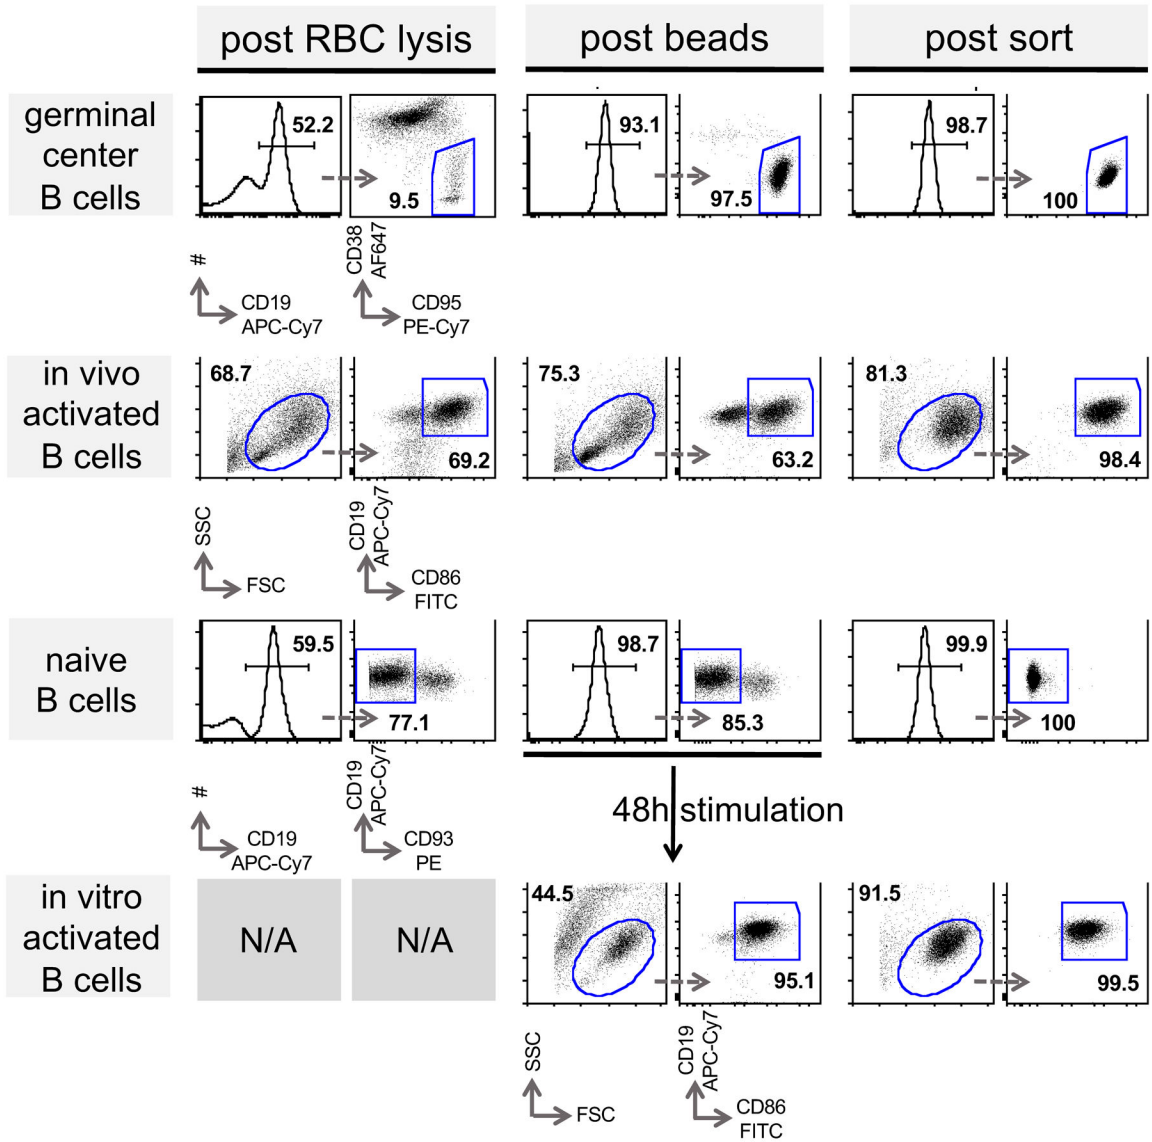 post RBC lysis
post beads
post sort
germinal
center
B cells
52.2
9.5
93.1
97.5
98.7
100
#
CD19
APC-Cy7
CD38
AF647
CD95
PE-Cy7
in vivo
activated
B cells
68.7
69.2
75.3
63.2
81.3
98.4
SSC
FSC
CD19
APC-Cy7
CD86
FITC
naive
B cells
59.5
77.1
98.7
85.3
99.9
100
#
CD19
APC-Cy7
CD19
APC-Cy7
CD93
PE
48h stimulation
in vitro
activated
B cells
N/A
N/A
44.5
95.1
91.5
99.5
SSC
FSC
CD19
APC-Cy7
CD86
FITC